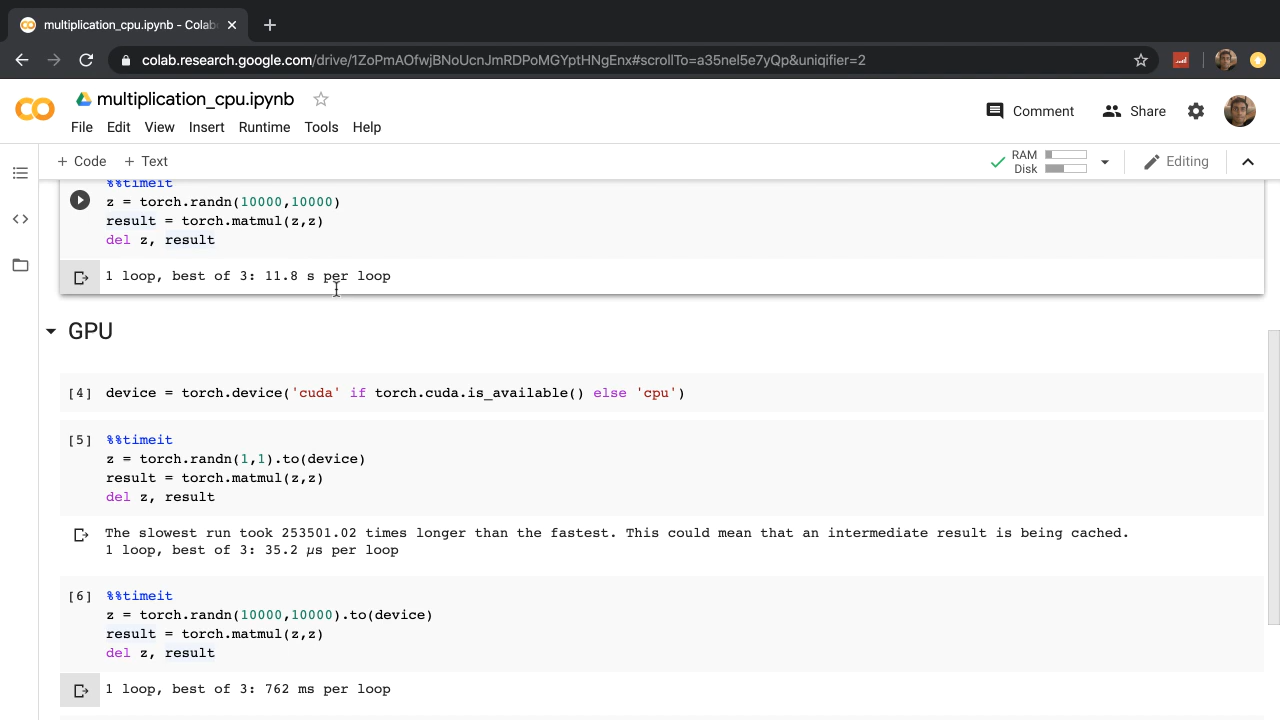 multiplication_cpu.ipynb - Colab
colab.research.google.com/drive/1ZoPmAOfwjBNoUcnJmRDPoMGYptHNgEnx#scrollTo=a35nel5e7yQp&uniqifier=2
multiplication_cpu.ipynb
Comment
Share
File Edit View Insert Runtime Tools Help
+ Code + Text
RAM
Disk
Editing
%%timeit
z = torch.randn(10000,10000)
result = torch.matmul(z,z)
del z, result
1 loop, best of 3: 11.8 s per loop
GPU
[4] device = torch.device('cuda' if torch.cuda.is_available() else 'cpu')
[5] %%timeit
z = torch.randn(1,1).to(device)
result = torch.matmul(z,z)
del z, result
The slowest run took 253501.02 times longer than the fastest. This could mean that an intermediate result is being cached.
1 loop, best of 3: 35.2 µs per loop
[6] %%timeit
z = torch.randn(10000,10000).to(device)
result = torch.matmul(z,z)
del z, result
1 loop, best of 3: 762 ms per loop